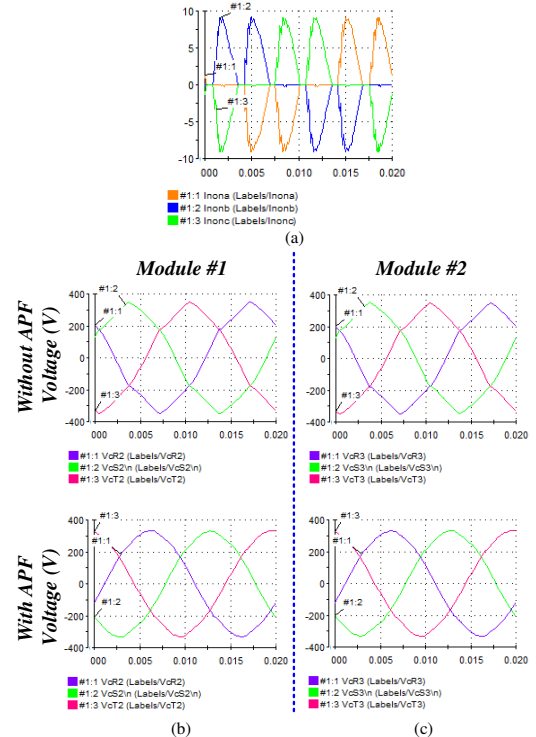 10
5
0
-5
-10
#1:2
#1:1
#1:3
0.000 0.005 0.010 0.015 0.020
#1:1 Inona (Labels/Inona)
#1:2 Inonb (Labels/Inonb)
#1:3 Inonc (Labels/Inonc)
(a)
Module #1 Module #2
Without APF
Voltage (V)
400
200
0
-200
-400
#1:2
#1:1
#1:3
0.000 0.005 0.010 0.015 0.020
#1:1 VcR2 (Labels/VcR2)
#1:2 VcS2\n (Labels/VcS2\n)
#1:3 VcT2 (Labels/VcT2)
400
200
0
-200
-400
#1:2
#1:1
#1:3
0.000 0.005 0.010 0.015 0.020
#1:1 VcR3 (Labels/VcR3)
#1:2 VcS3\n (Labels/VcS3\n)
#1:3 VcT3 (Labels/VcT3)
With APF
Voltage (V)
400
200
0
-200
-400
#1:3
#1:1
#1:2
0.000 0.005 0.010 0.015 0.020
#1:1 VcR2 (Labels/VcR2)
#1:2 VcS2\n (Labels/VcS2\n)
#1:3 VcT2 (Labels/VcT2)
400
200
0
-200
-400
#1:3
#1:1
#1:2
0.000 0.005 0.010 0.015 0.020
#1:1 VcR3 (Labels/VcR3)
#1:2 VcS3\n (Labels/VcS3\n)
#1:3 VcT3 (Labels/VcT3)
(b) (c)